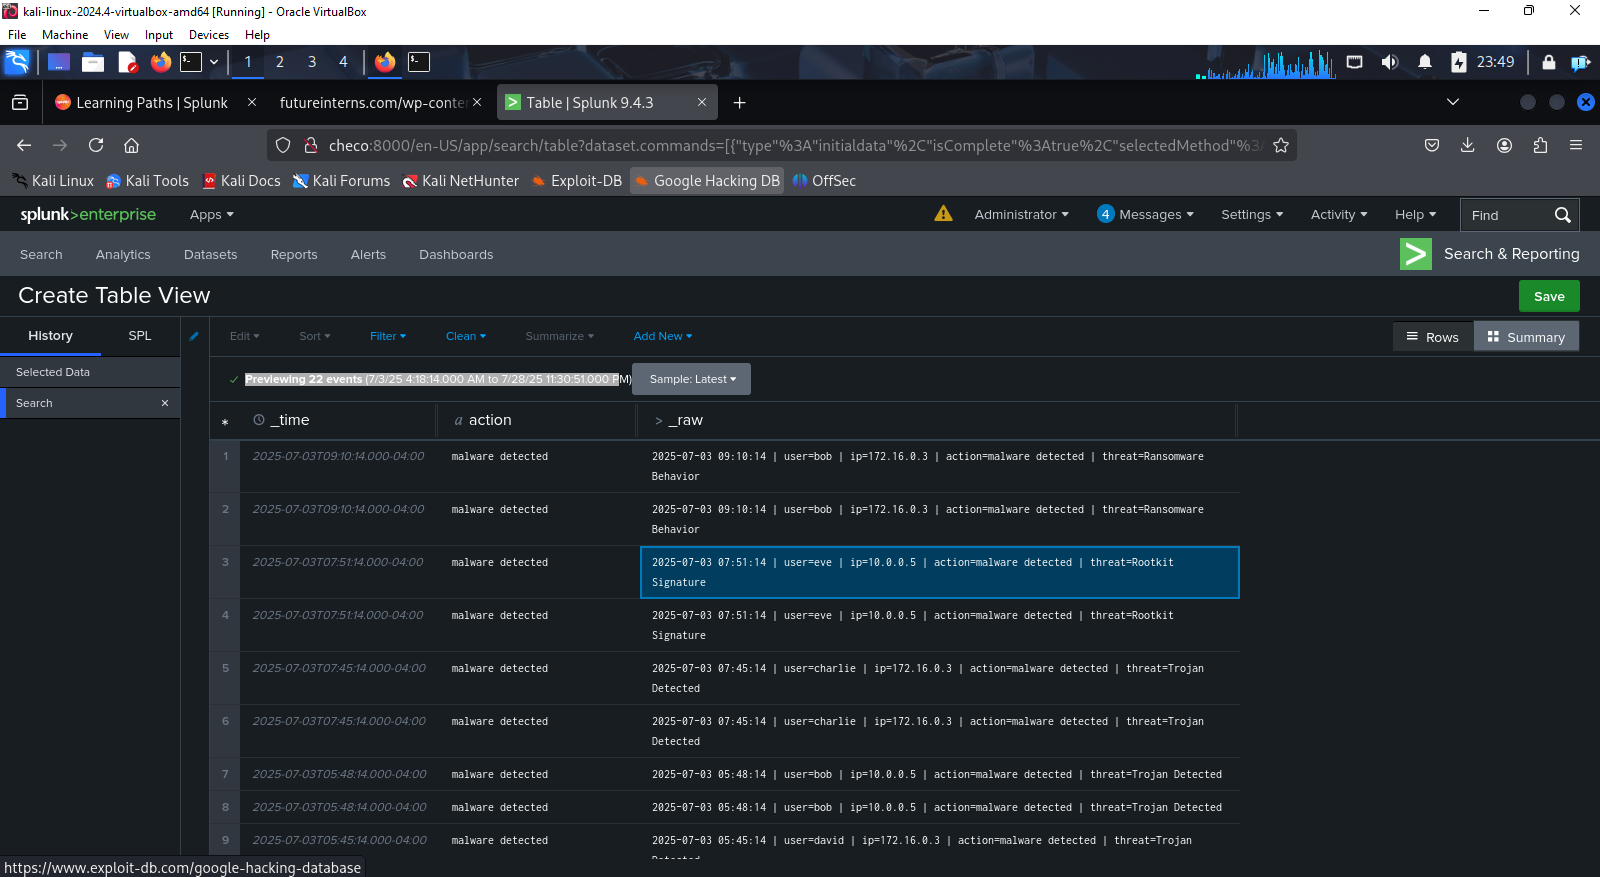 kali-linux-2024.4-virtualbox-amd64 [Running] - Oracle VirtualBox
File Machine View Input Devices Help
1 2 3 4 23:49
Learning Paths | Splunk × futureinterns.com/wp-conte × Table | Splunk 9.4.3 × +
checo:8000/en-US/app/search/table?dataset.commands=[{"type"%3A"initialdata"%2C"isComplete"%3Atrue%2C"selectedMethod"%3
Kali Linux Kali Tools Kali Docs Kali Forums Kali NetHunter Exploit-DB Google Hacking DB OffSec
splunk>enterprise Apps Administrator 4 Messages Settings Activity Help Find
Search Analytics Datasets Reports Alerts Dashboards Search & Reporting
Create Table View Save
History SPL Edit Sort Filter Clean Summarize Add New Rows Summary
Selected Data
Previewing 22 events (7/3/25 4:18:14.000 AM to 7/28/25 11:30:51.000 PM) Sample: Latest
Search ×
* _time a action > _raw
1 2025-07-03T09:10:14.000-04:00 malware detected 2025-07-03 09:10:14 | user=bob | ip=172.16.0.3 | action=malware detected | threat=Ransomware
Behavior
2 2025-07-03T09:10:14.000-04:00 malware detected 2025-07-03 09:10:14 | user=bob | ip=172.16.0.3 | action=malware detected | threat=Ransomware
Behavior
3 2025-07-03T07:51:14.000-04:00 malware detected 2025-07-03 07:51:14 | user=eve | ip=10.0.0.5 | action=malware detected | threat=Rootkit
Signature
4 2025-07-03T07:51:14.000-04:00 malware detected 2025-07-03 07:51:14 | user=eve | ip=10.0.0.5 | action=malware detected | threat=Rootkit
Signature
5 2025-07-03T07:45:14.000-04:00 malware detected 2025-07-03 07:45:14 | user=charlie | ip=172.16.0.3 | action=malware detected | threat=Trojan
Detected
6 2025-07-03T07:45:14.000-04:00 malware detected 2025-07-03 07:45:14 | user=charlie | ip=172.16.0.3 | action=malware detected | threat=Trojan
Detected
7 2025-07-03T05:48:14.000-04:00 malware detected 2025-07-03 05:48:14 | user=bob | ip=10.0.0.5 | action=malware detected | threat=Trojan Detected
8 2025-07-03T05:48:14.000-04:00 malware detected 2025-07-03 05:48:14 | user=bob | ip=10.0.0.5 | action=malware detected | threat=Trojan Detected
9 2025-07-03T05:45:14.000-04:00 malware detected 2025-07-03 05:45:14 | user=david | ip=172.16.0.3 | action=malware detected | threat=Trojan
https://www.exploit-db.com/google-hacking-database